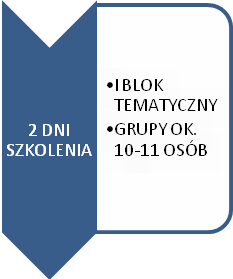 2 DNI
SZKOLENIA
•I BLOK
TEMATYCZNY
•GRUPY OK.
10-11 OSÓB